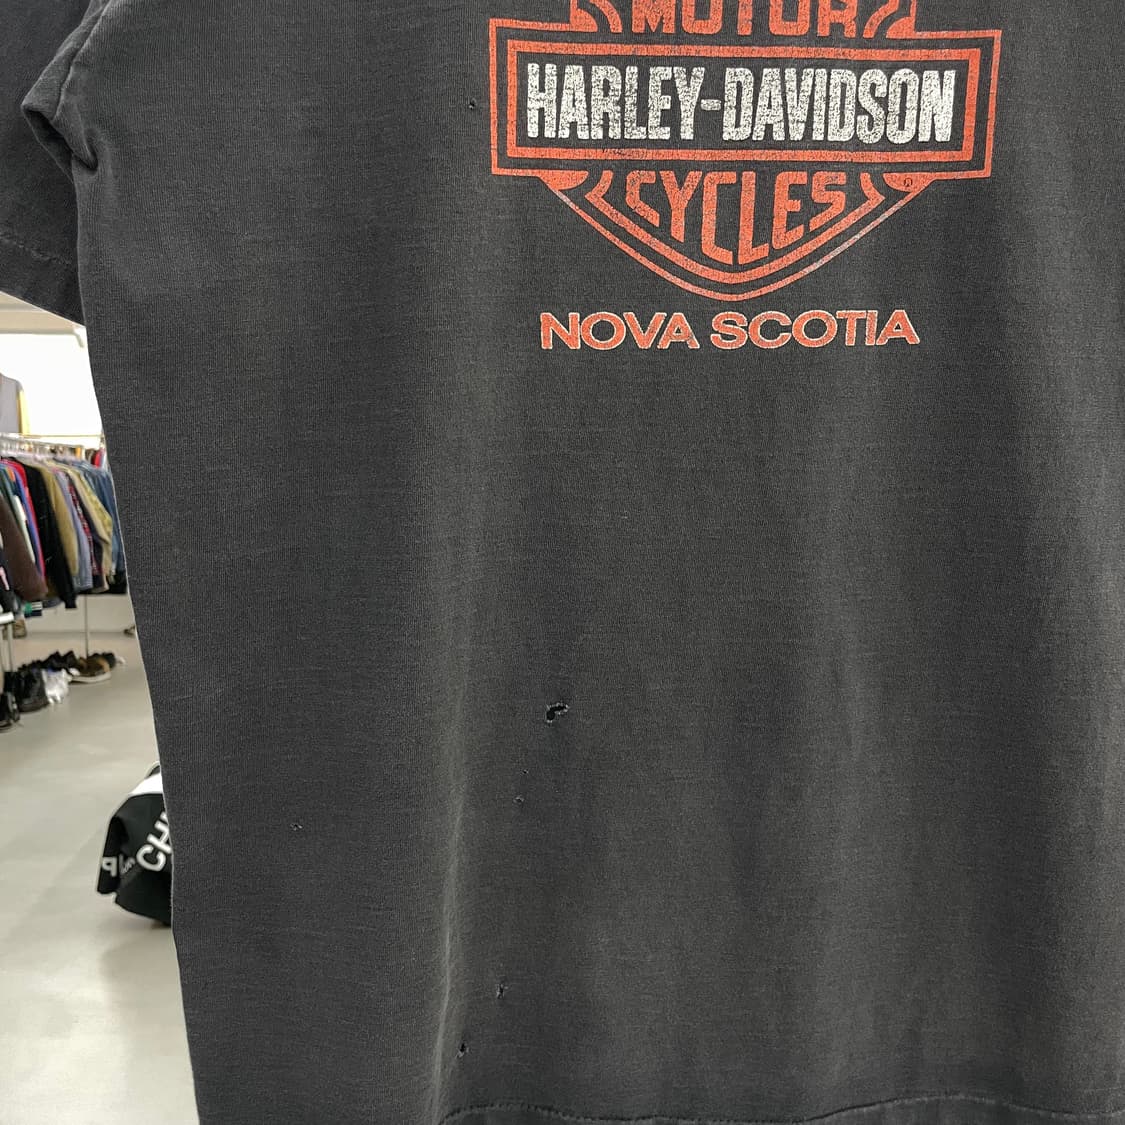 MOTOR
HARLEY-DAVIDSON
CYCLES
®
NOVA SCOTIA